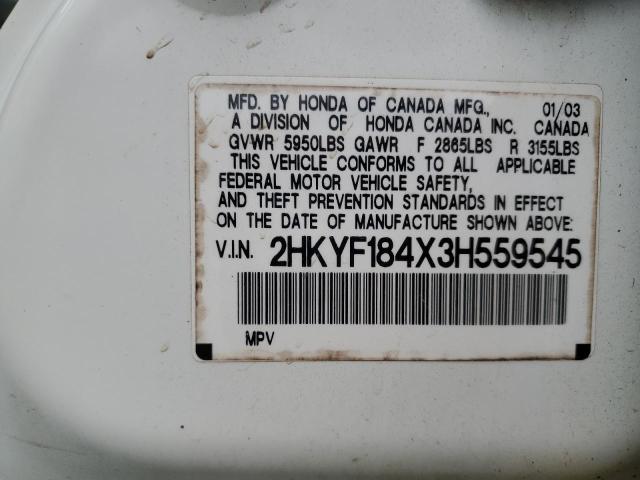 MFD. BY HONDA OF CANADA MFG., 01/03
A DIVISION OF HONDA CANADA INC. CANADA
GVWR 5950LBS GAWR F 2865LBS R 3155LBS
THIS VEHICLE CONFORMS TO ALL APPLICABLE
FEDERAL MOTOR VEHICLE SAFETY,
AND THEFT PREVENTION STANDARDS IN EFFECT
ON THE DATE OF MANUFACTURE SHOWN ABOVE.
V.I.N. 2HKYF184X3H559545
MPV